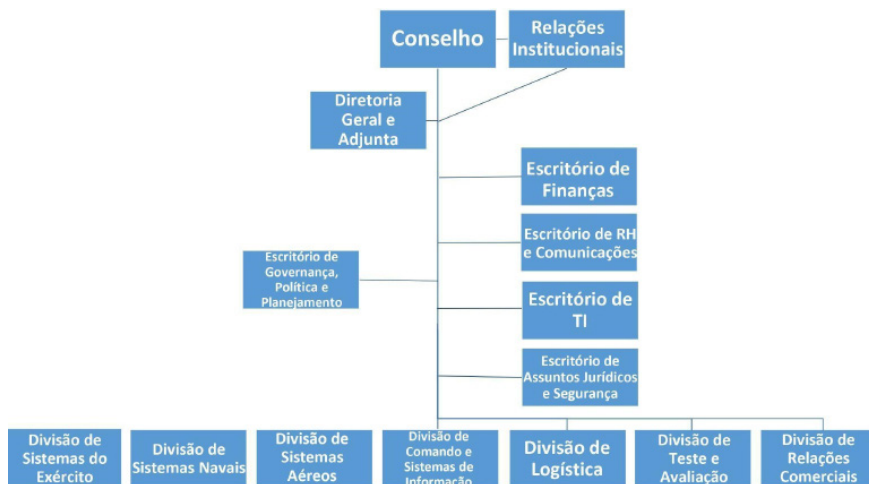 Conselho
Relações
Institucionais
Diretoria
Geral e
Adjunta
Escritório de
Finanças
Escritório de RH
e Comunicações
Escritório de
Governança,
Política e
Planejamento
Escritório de
TI
Escritório de
Assuntos Jurídicos
e Segurança
Divisão de
Sistemas do
Exército
Divisão de
Sistemas Navais
Divisão de
Sistemas
Aéreos
Divisão de
Comando e
Sistemas de
Informação
Divisão de
Logística
Divisão de
Teste e
Avaliação
Divisão de
Relações
Comerciais